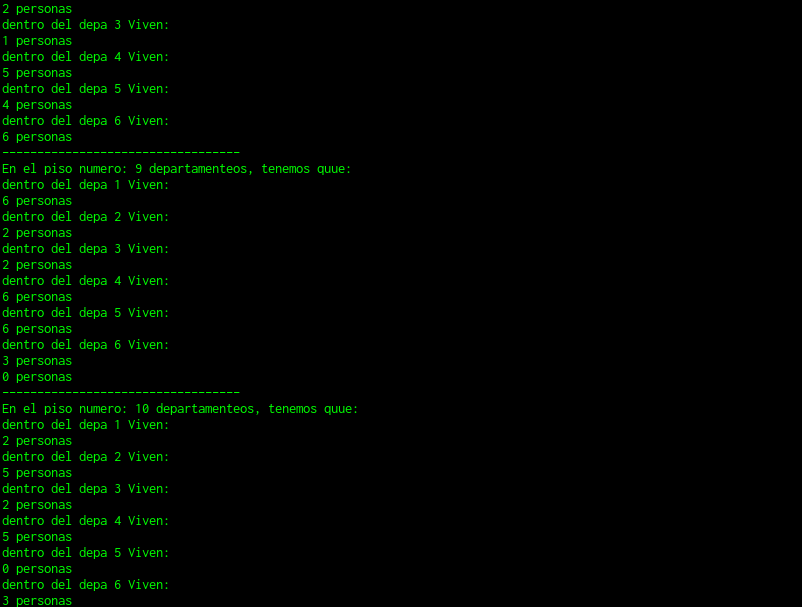 2 personas
dentro del depa 3 Viven:
1 personas
dentro del depa 4 Viven:
5 personas
dentro del depa 5 Viven:
4 personas
dentro del depa 6 Viven:
6 personas
----------------------------------
En el piso numero: 9 departamenteos, tenemos quue:
dentro del depa 1 Viven:
6 personas
dentro del depa 2 Viven:
2 personas
dentro del depa 3 Viven:
2 personas
dentro del depa 4 Viven:
6 personas
dentro del depa 5 Viven:
6 personas
dentro del depa 6 Viven:
3 personas
0 personas
----------------------------------
En el piso numero: 10 departamenteos, tenemos quue:
dentro del depa 1 Viven:
2 personas
dentro del depa 2 Viven:
5 personas
dentro del depa 3 Viven:
2 personas
dentro del depa 4 Viven:
5 personas
dentro del depa 5 Viven:
0 personas
dentro del depa 6 Viven:
3 personas